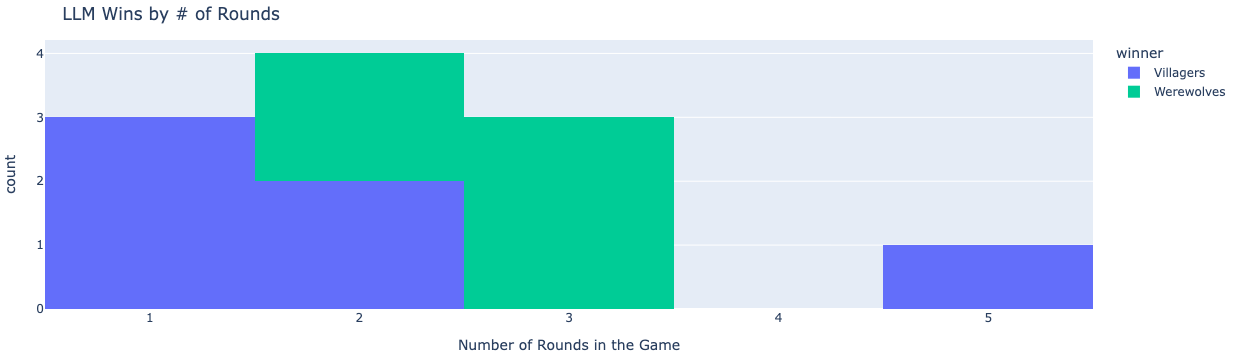 LLM Wins by # of Rounds
winner
Villagers
Werewolves
count
4
3
2
1
0
1 2 3 4 5
Number of Rounds in the Game